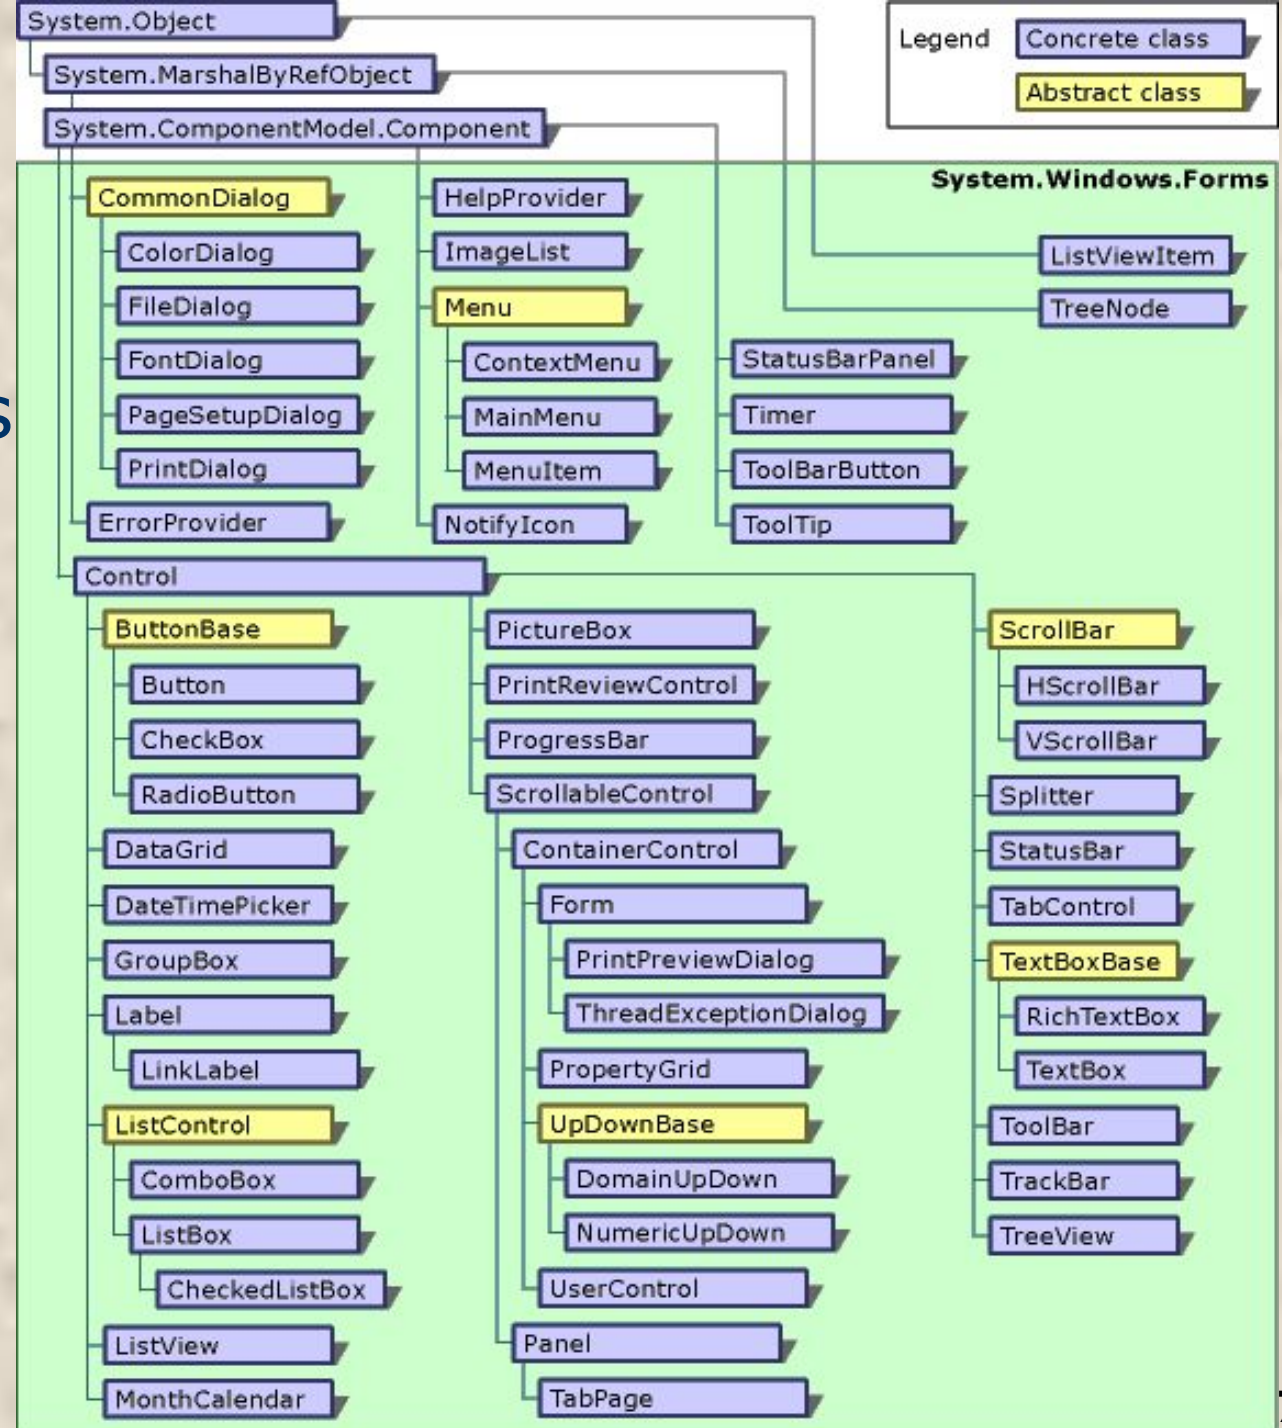 System.Object
System.MarshalByRefObject
System.ComponentModel.Component
Legend
Concrete class
Abstract class
System.Windows.Forms
CommonDialog
ColorDialog
FileDialog
FontDialog
PageSetupDialog
PrintDialog
ErrorProvider
HelpProvider
ImageList
Menu
ContextMenu
MainMenu
MenuItem
NotifyIcon
ListViewItem
TreeNode
StatusBarPanel
Timer
ToolBarButton
ToolTip
s
Control
ButtonBase
Button
CheckBox
RadioButton
DataGrid
DateTimePicker
GroupBox
Label
LinkLabel
ListControl
ComboBox
ListBox
CheckedListBox
ListView
MonthCalendar
PictureBox
PrintReviewControl
ProgressBar
ScrollableControl
ContainerControl
Form
PrintPreviewDialog
ThreadExceptionDialog
PropertyGrid
UpDownBase
DomainUpDown
NumericUpDown
UserControl
Panel
TabPage
ScrollBar
HScrollBar
VScrollBar
Splitter
StatusBar
TabControl
TextBoxBase
RichTextBox
TextBox
ToolBar
TrackBar
TreeView